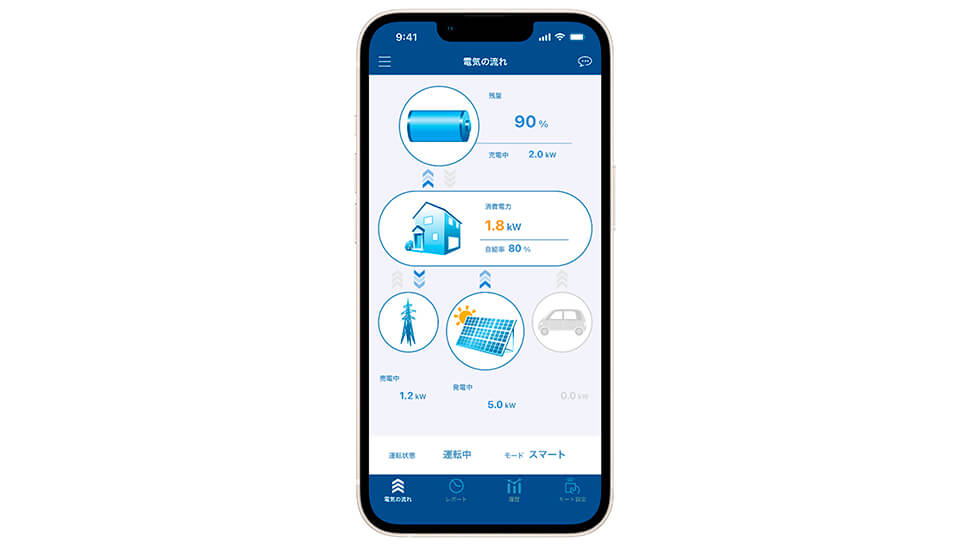 9:41
電気の流れ
残量
90 %
充電中 2.0 kW
消費電力
1.8 kW
自給率 80 %
売電中
1.2 kW
発電中
5.0 kW
0.0 kW
運転状態 運転中 モード スマート
電気の流れ レポート 履歴 モード設定